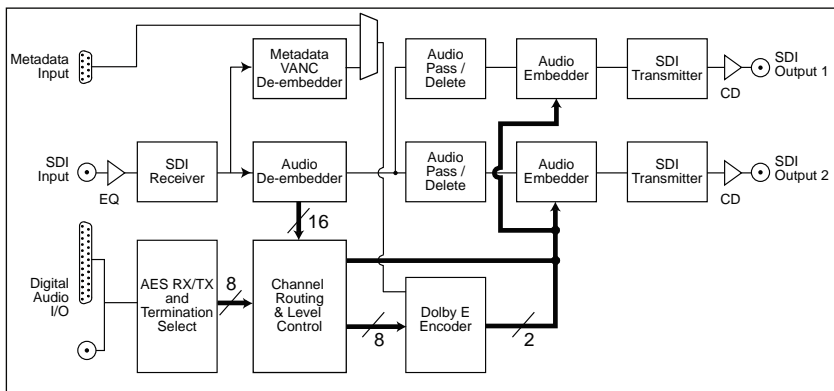 Metadata
Input
Metadata
VANC
De-embedder
Audio
Pass /
Delete
Audio
Embedder
SDI
Transmitter
CD
SDI
Output 1
SDI
Input
EQ
SDI
Receiver
Audio
De-embedder
Audio
Pass /
Delete
Audio
Embedder
SDI
Transmitter
CD
SDI
Output 2
16
Digital
Audio
I/O
AES RX/TX
and
Termination
Select
8
Channel
Routing
& Level
Control
8
Dolby E
Encoder
2